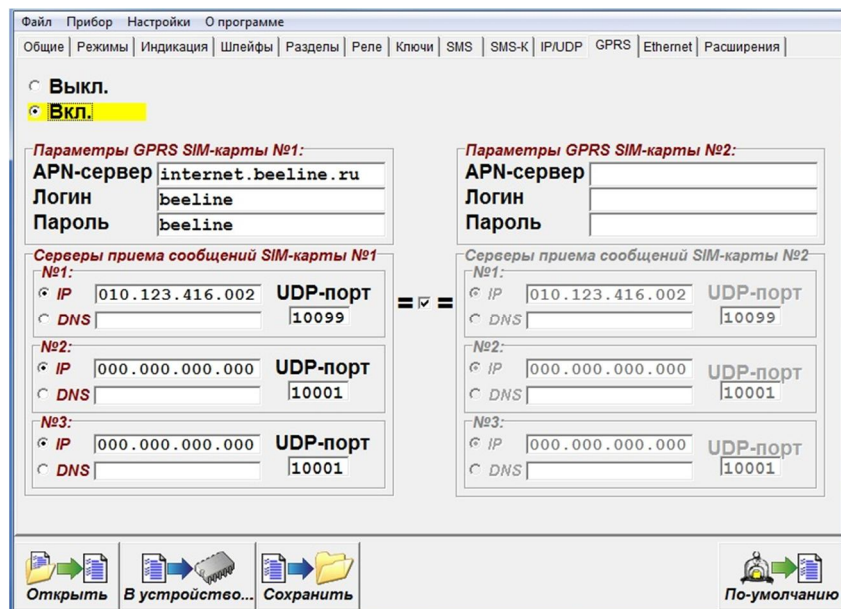 Файл Прибор Настройки О программе
Общие Режимы Индикация Шлейфы Разделы Реле Ключи SMS SMS-K IP/UDP GPRS Ethernet Расширения
Выкл.
Вкл.
Параметры GPRS SIM-карты №1:
APN-сервер internet.beeline.ru
Логин beeline
Пароль beeline
Параметры GPRS SIM-карты №2:
APN-сервер
Логин
Пароль
Серверы приема сообщений SIM-карты №1
№1:
IP 010.123.416.002 UDP-порт
DNS 10099
№2:
IP 000.000.000.000 UDP-порт
DNS 10001
№3:
IP 000.000.000.000 UDP-порт
DNS 10001
= =
Серверы приема сообщений SIM-карты №2
№1:
IP 010.123.416.002 UDP-порт
DNS 10099
№2:
IP 000.000.000.000 UDP-порт
DNS 10001
№3:
IP 000.000.000.000 UDP-порт
DNS 10001
Открыть В устройство... Сохранить По-умолчанию